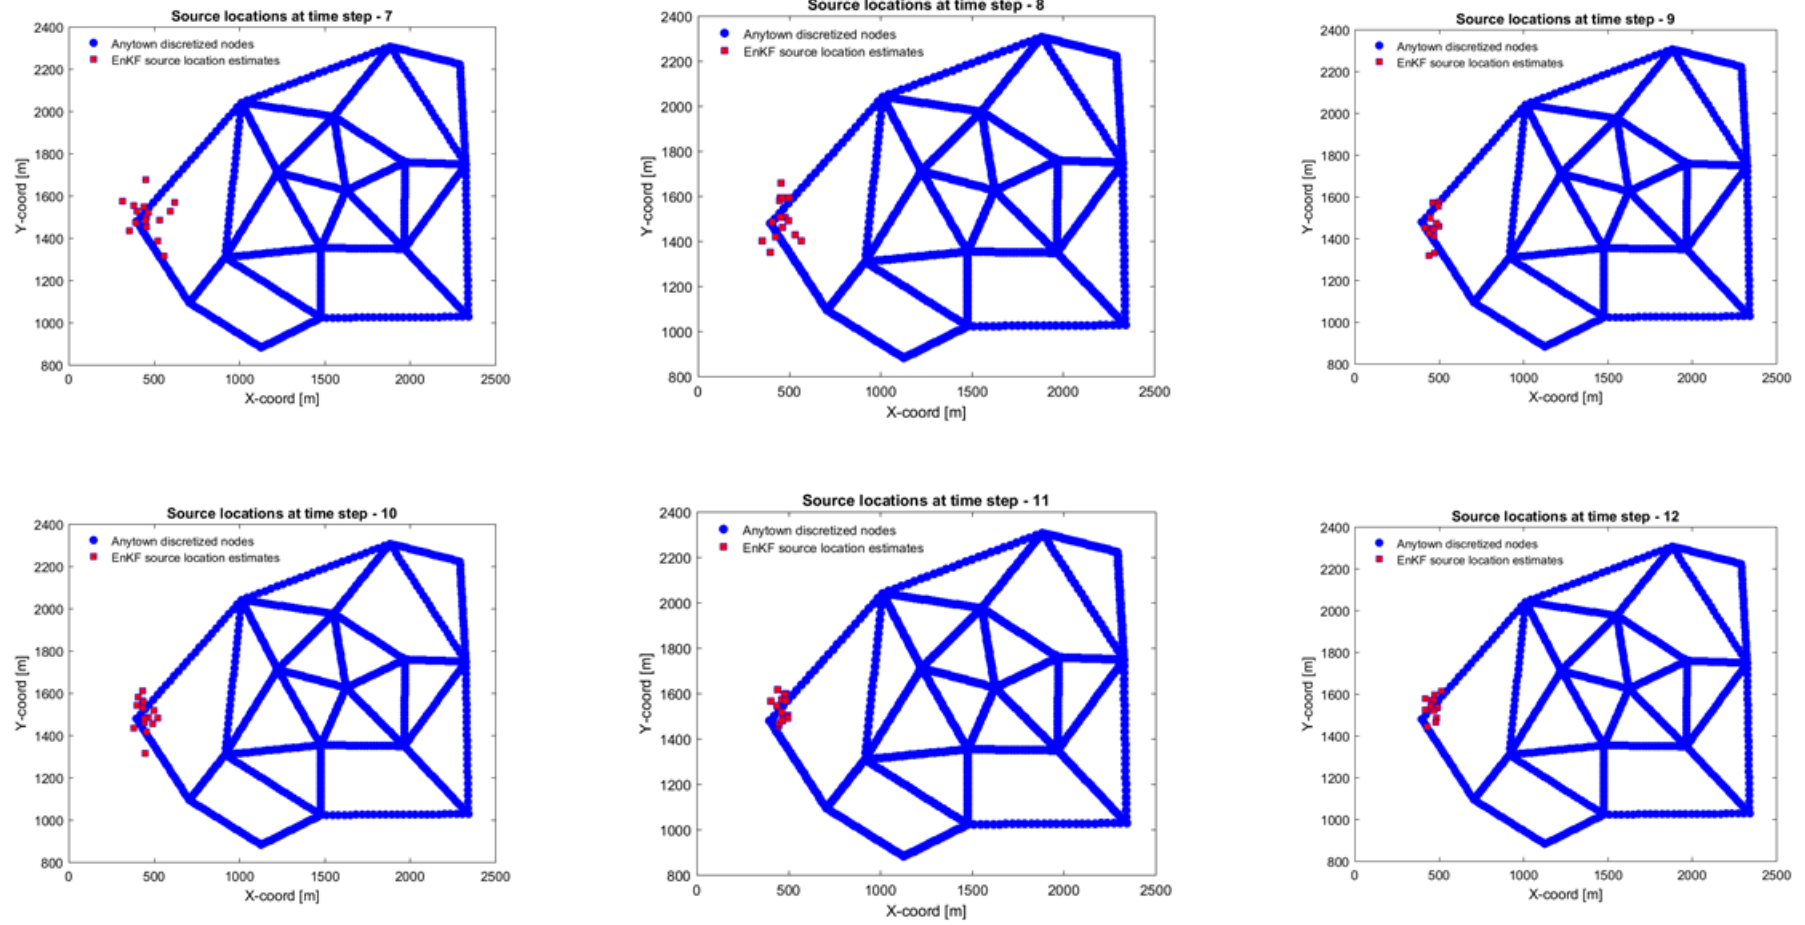 Source locations at time step - 7
Anytown discretized nodes
EnKF source location estimates
2400
2200
2000
1800
1600
1400
1200
1000
800
Y-coord [m]
0 500 1000 1500 2000 2500
X-coord [m]
Source locations at time step - 8
Anytown discretized nodes
EnKF source location estimates
2400
2200
2000
1800
1600
1400
1200
1000
800
Y-coord [m]
0 500 1000 1500 2000 2500
X-coord [m]
Source locations at time step - 9
Anytown discretized nodes
EnKF source location estimates
2400
2200
2000
1800
1600
1400
1200
1000
800
Y-coord [m]
0 500 1000 1500 2000 2500
X-coord [m]
Source locations at time step - 10
Anytown discretized nodes
EnKF source location estimates
2400
2200
2000
1800
1600
1400
1200
1000
800
Y-coord [m]
0 500 1000 1500 2000 2500
X-coord [m]
Source locations at time step - 11
Anytown discretized nodes
EnKF source location estimates
2400
2200
2000
1800
1600
1400
1200
1000
800
Y-coord [m]
0 500 1000 1500 2000 2500
X-coord [m]
Source locations at time step - 12
Anytown discretized nodes
EnKF source location estimates
2400
2200
2000
1800
1600
1400
1200
1000
800
Y-coord [m]
0 500 1000 1500 2000 2500
X-coord [m]